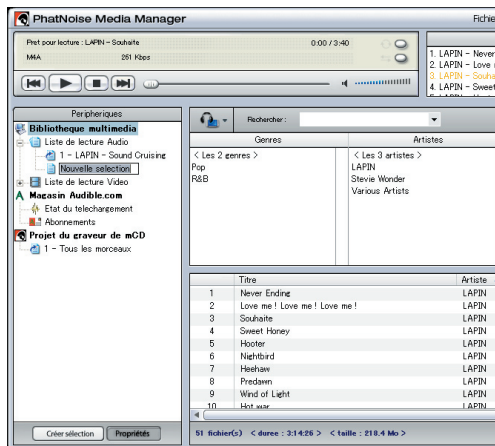 PhatNoise Media Manager
Fichie
Pret pour lecture : LAPIN - Souhaite
0:00 / 3:40
M4A 261 Kbps
1. LAPIN - Never
2. LAPIN - Love
3. LAPIN - Souha
4. LAPIN - Sweet
Peripheriques
Bibliotheque multimedia
Liste de lecture Audio
1 - LAPIN - Sound Cruising
Nouvelle selection
Liste de lecture Video
Magasin Audible.com
Etat du telechargement
Abonnements
Projet du graveur de mCD
1 - Tous les morceaux
Créer sélection
Propriétés
Rechercher :
Genres
Artistes
< Les 2 genres >
Pop
R&B
< Les 3 artistes >
LAPIN
Stevie Wonder
Various Artists
Titre Artiste
1 Never Ending LAPIN
2 Love me ! Love me ! Love me ! LAPIN
3 Souhaite LAPIN
4 Sweet Honey LAPIN
5 Hooter LAPIN
6 Nightbird LAPIN
7 Heehaw LAPIN
8 Predawn LAPIN
9 Wind of Light LAPIN
10 Hot war LAPIN
51 fichier(s) < duree : 3:14:26 > < taille : 218.4 Mo >